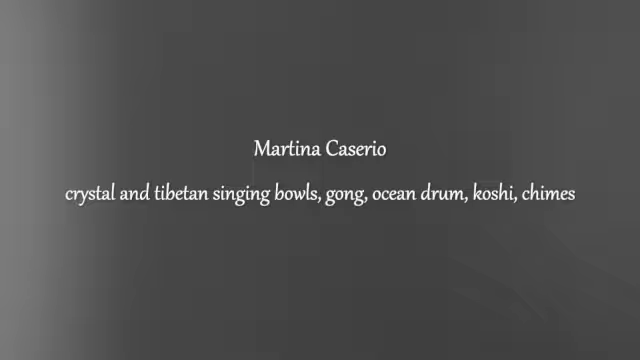 Martina Caserio
crystal and tibetan singing bowls, gong, ocean drum, koshi, chimes